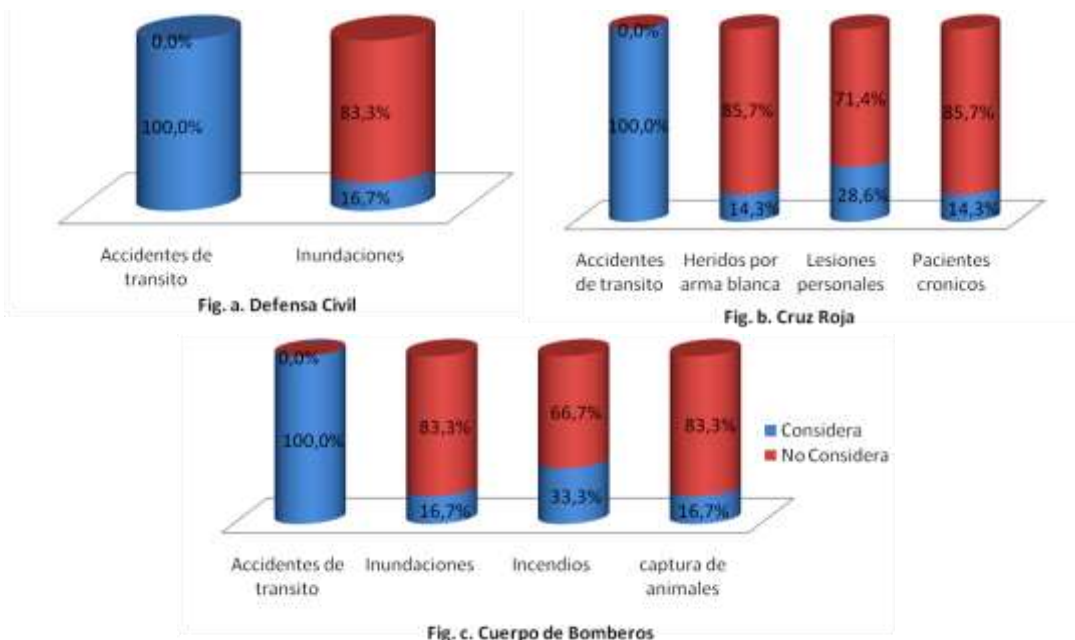 0,0%
100,0%
83,3%
16,7%
Accidentes de
transito
Inundaciones
Fig. a. Defensa Civil
0,0%
100,0%
85,7%
14,3%
71,4%
28,6%
85,7%
14,3%
Accidentes
de transito
Heridos por
arma blanca
Lesiones
personales
Pacientes
cronicos
Fig. b. Cruz Roja
0,0%
100,0%
83,3%
16,7%
66,7%
33,3%
83,3%
16,7%
Considera
No Considera
Accidentes de
transito
Inundaciones
Incendios
captura de
animales
Fig. c. Cuerpo de Bomberos